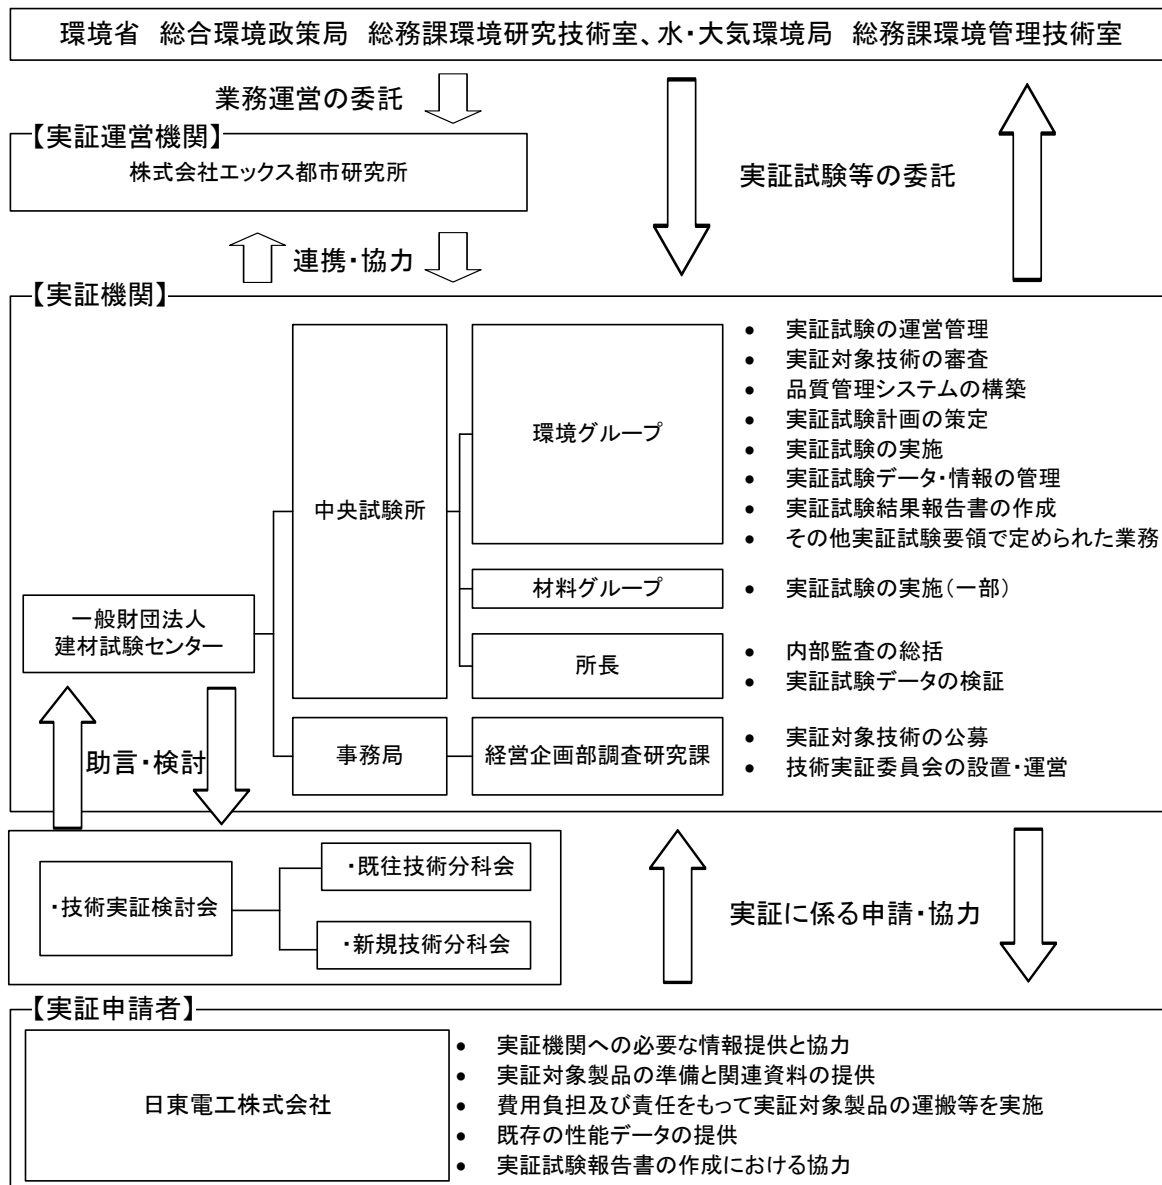 環境省 総合環境政策局 総務課環境研究技術室、水・大気環境局 総務課環境管理技術室
業務運営の委託
【実証運営機関】
株式会社エックス都市研究所
実証試験等の委託
連携・協力
【実証機関】
一般財団法人
建材試験センター
中央試験所
環境グループ
・ 実証試験の運営管理
・ 実証対象技術の審査
・ 品質管理システムの構築
・ 実証試験計画の策定
・ 実証試験の実施
・ 実証試験データ・情報の管理
・ 実証試験結果報告書の作成
・ その他実証試験要領で定められた業務
材料グループ
・ 実証試験の実施(一部)
所長
・ 内部監査の総括
・ 実証試験データの検証
事務局
経営企画部調査研究課
・ 実証対象技術の公募
・ 技術実証委員会の設置・運営
助言・検討
・技術実証検討会
・既往技術分科会
・新規技術分科会
実証に係る申請・協力
【実証申請者】
日東電工株式会社
・ 実証機関への必要な情報提供と協力
・ 実証対象製品の準備と関連資料の提供
・ 費用負担及び責任をもって実証対象製品の運搬等を実施
・ 既存の性能データの提供
・ 実証試験報告書の作成における協力